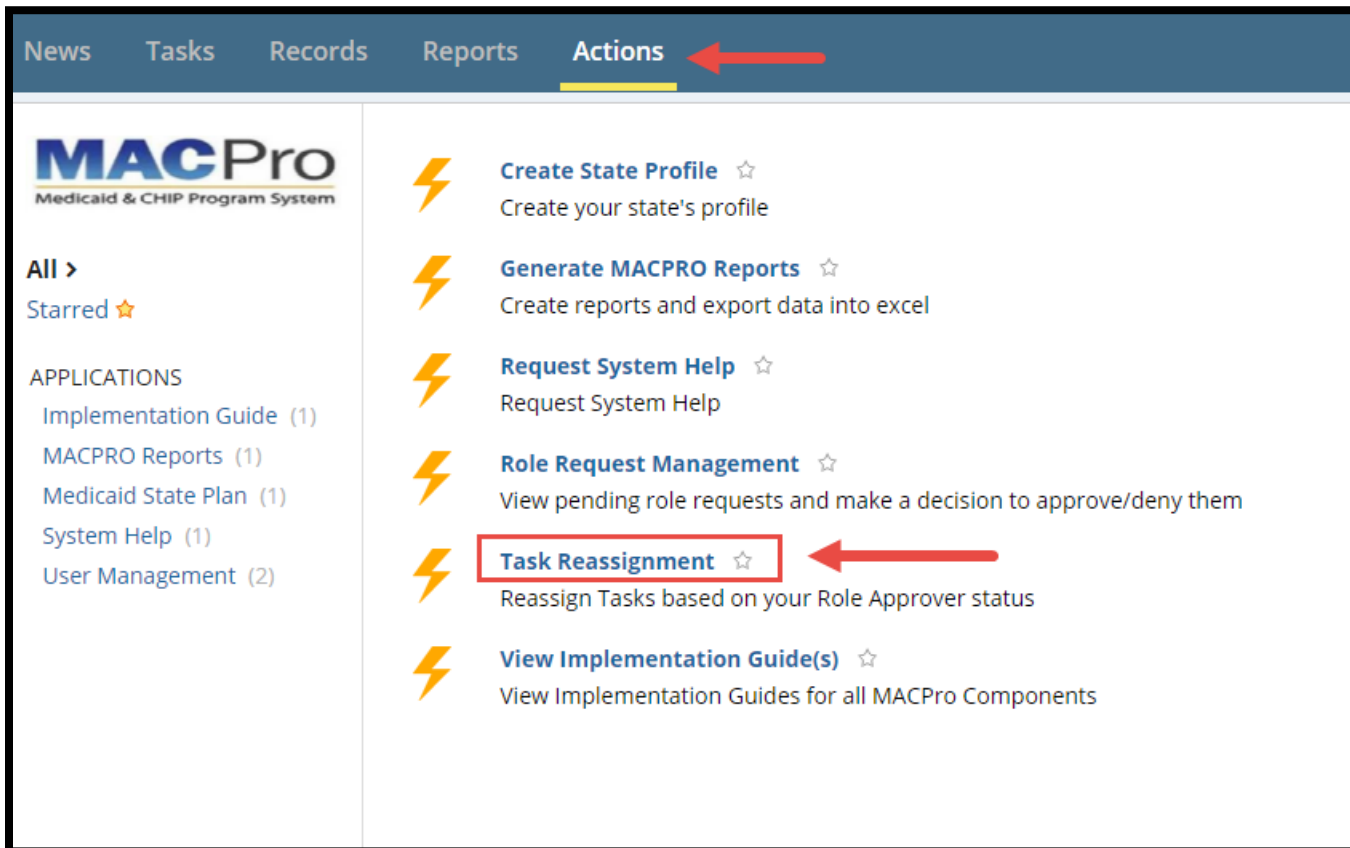 News Tasks Records Reports Actions
MACPro
Medicaid & CHIP Program System
All >
Starred
APPLICATIONS
Implementation Guide (1)
MACPRO Reports (1)
Medicaid State Plan (1)
System Help (1)
User Management (2)
Create State Profile
Create your state's profile
Generate MACPRO Reports
Create reports and export data into excel
Request System Help
Request System Help
Role Request Management
View pending role requests and make a decision to approve/deny them
Task Reassignment
Reassign Tasks based on your Role Approver status
View Implementation Guide(s)
View Implementation Guides for all MACPro Components